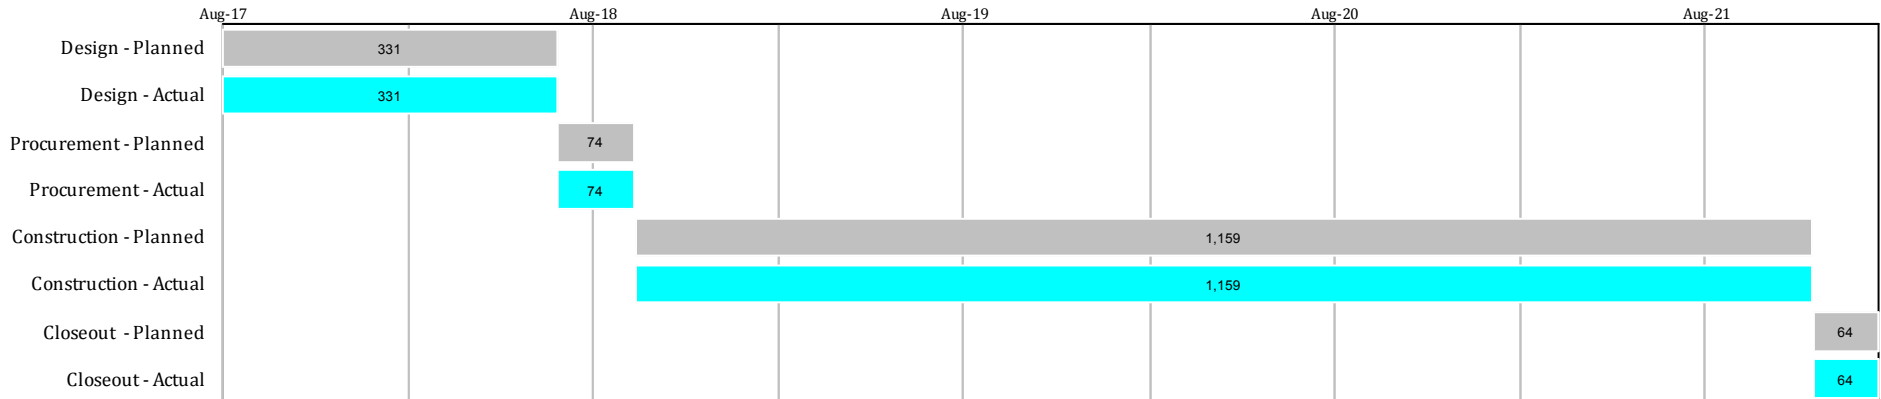 Aug-17 Aug-18 Aug-19 Aug-20 Aug-21
Design - Planned 331
Design - Actual 331
Procurement - Planned 74
Procurement - Actual 74
Construction - Planned 1,159
Construction - Actual 1,159
Closeout - Planned 64
Closeout - Actual 64